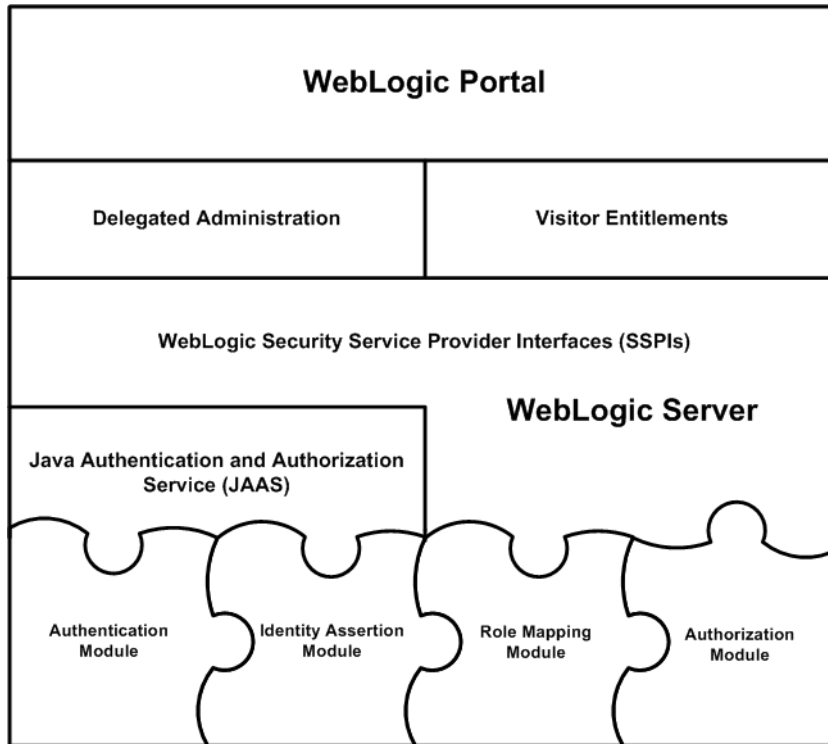 WebLogic Portal
Delegated Administration
Visitor Entitlements
WebLogic Security Service Provider Interfaces (SSPIs)
WebLogic Server
Java Authentication and Authorization
Service (JAAS)
Authentication
Module
Identity Assertion
Module
Role Mapping
Module
Authorization
Module